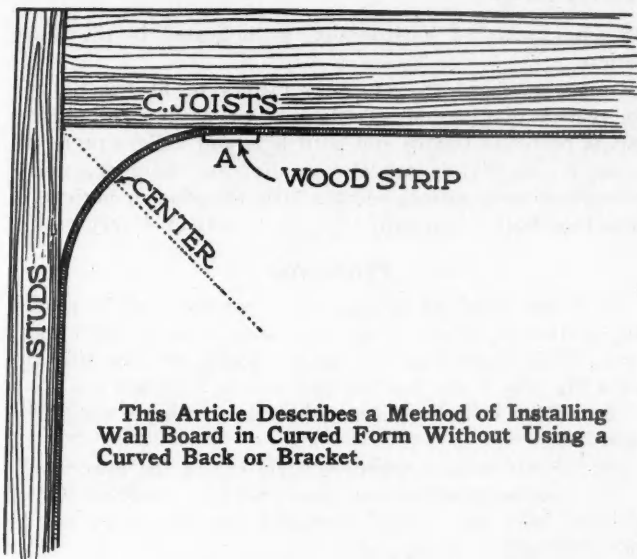 C. JOISTS
A
WOOD STRIP
CENTER
STUDS
This Article Describes a Method of Installing
Wall Board in Curved Form Without Using a
Curved Back or Bracket.